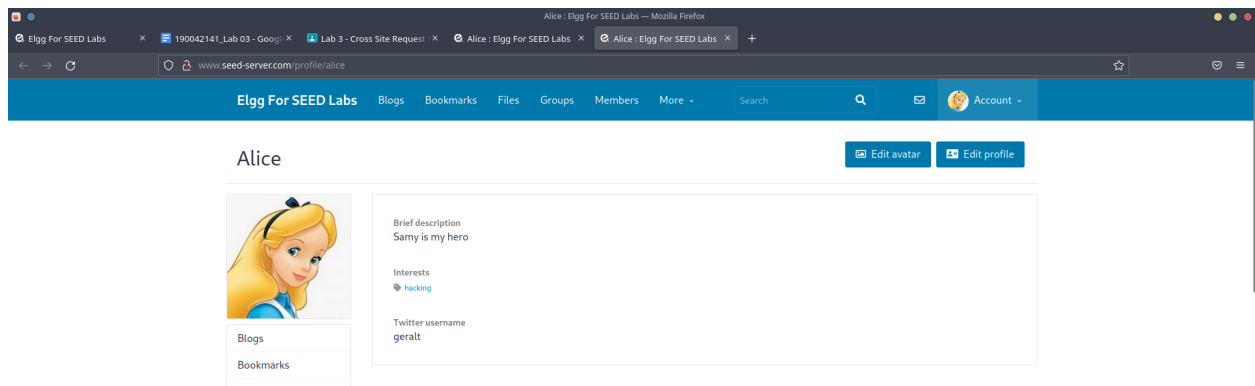 Alice : Elgg For SEED Labs — Mozilla Firefox
Elgg For SEED Labs × 190042141_Lab 03 - Googl × Lab 3 - Cross Site Request × Alice : Elgg For SEED Labs × Alice : Elgg For SEED Labs × +
www.seed-server.com/profile/alice
Elgg For SEED Labs Blogs Bookmarks Files Groups Members More Search Account
Alice Edit avatar Edit profile
Brief description
Samy is my hero
Interests
hacking
Twitter username
geralt
Blogs
Bookmarks